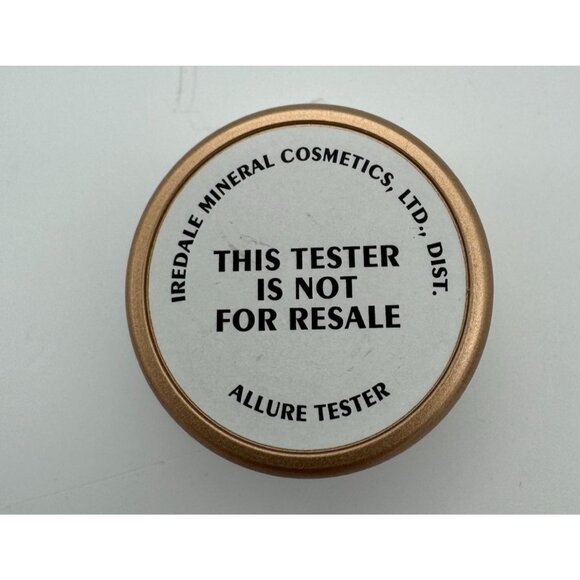 IREDALE MINERAL COSMETICS, LTD., DIST.
THIS TESTER
IS NOT
FOR RESALE
ALLURE TESTER